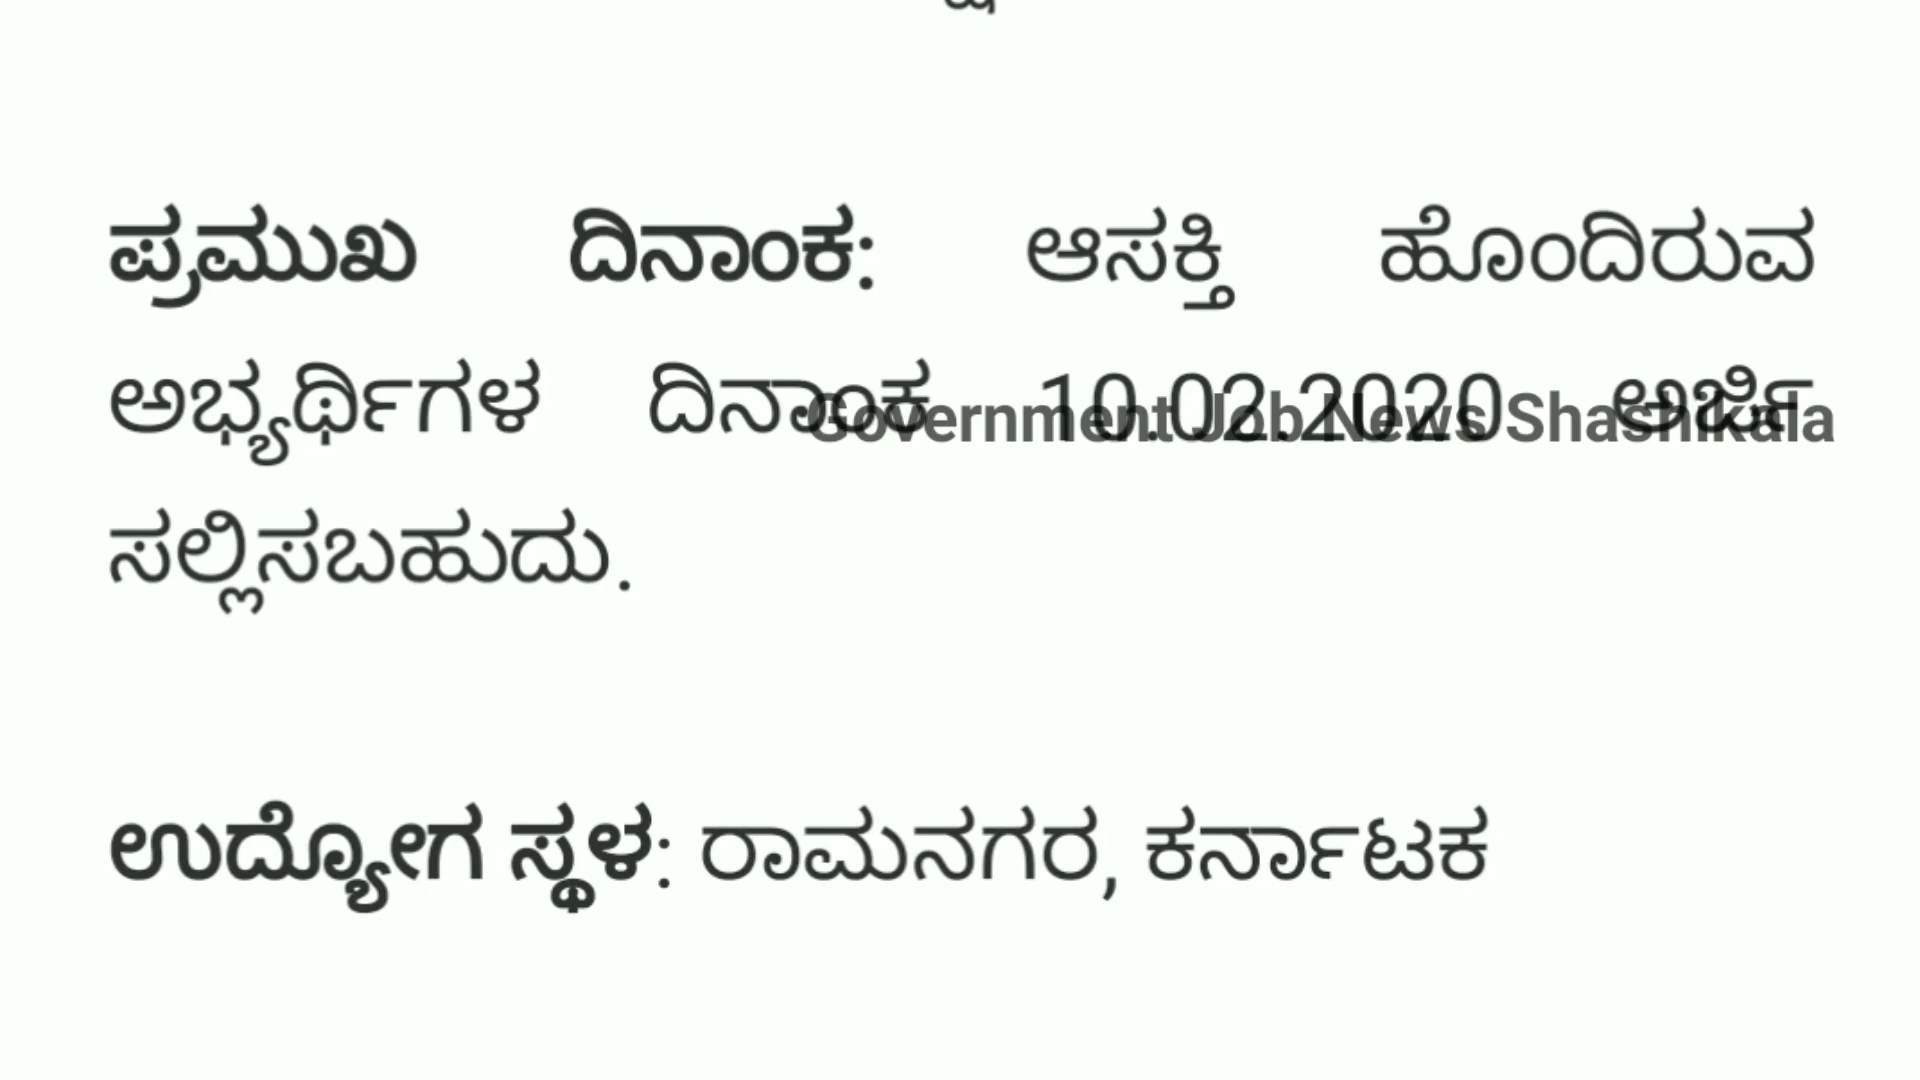 ಪ್ರಮುಖ ದಿನಾಂಕ: ಆಸಕ್ತಿ ಹೊಂದಿರುವ
ಅಭ್ಯರ್ಥಿಗಳ ದಿನಾಂಕ 10.02.2020 ಅರ್ಜಿ
Government Job News Shashikala
ಸಲ್ಲಿಸಬಹುದು.
ಉದ್ಯೋಗ ಸ್ಥಳ: ರಾಮನಗರ, ಕರ್ನಾಟಕ